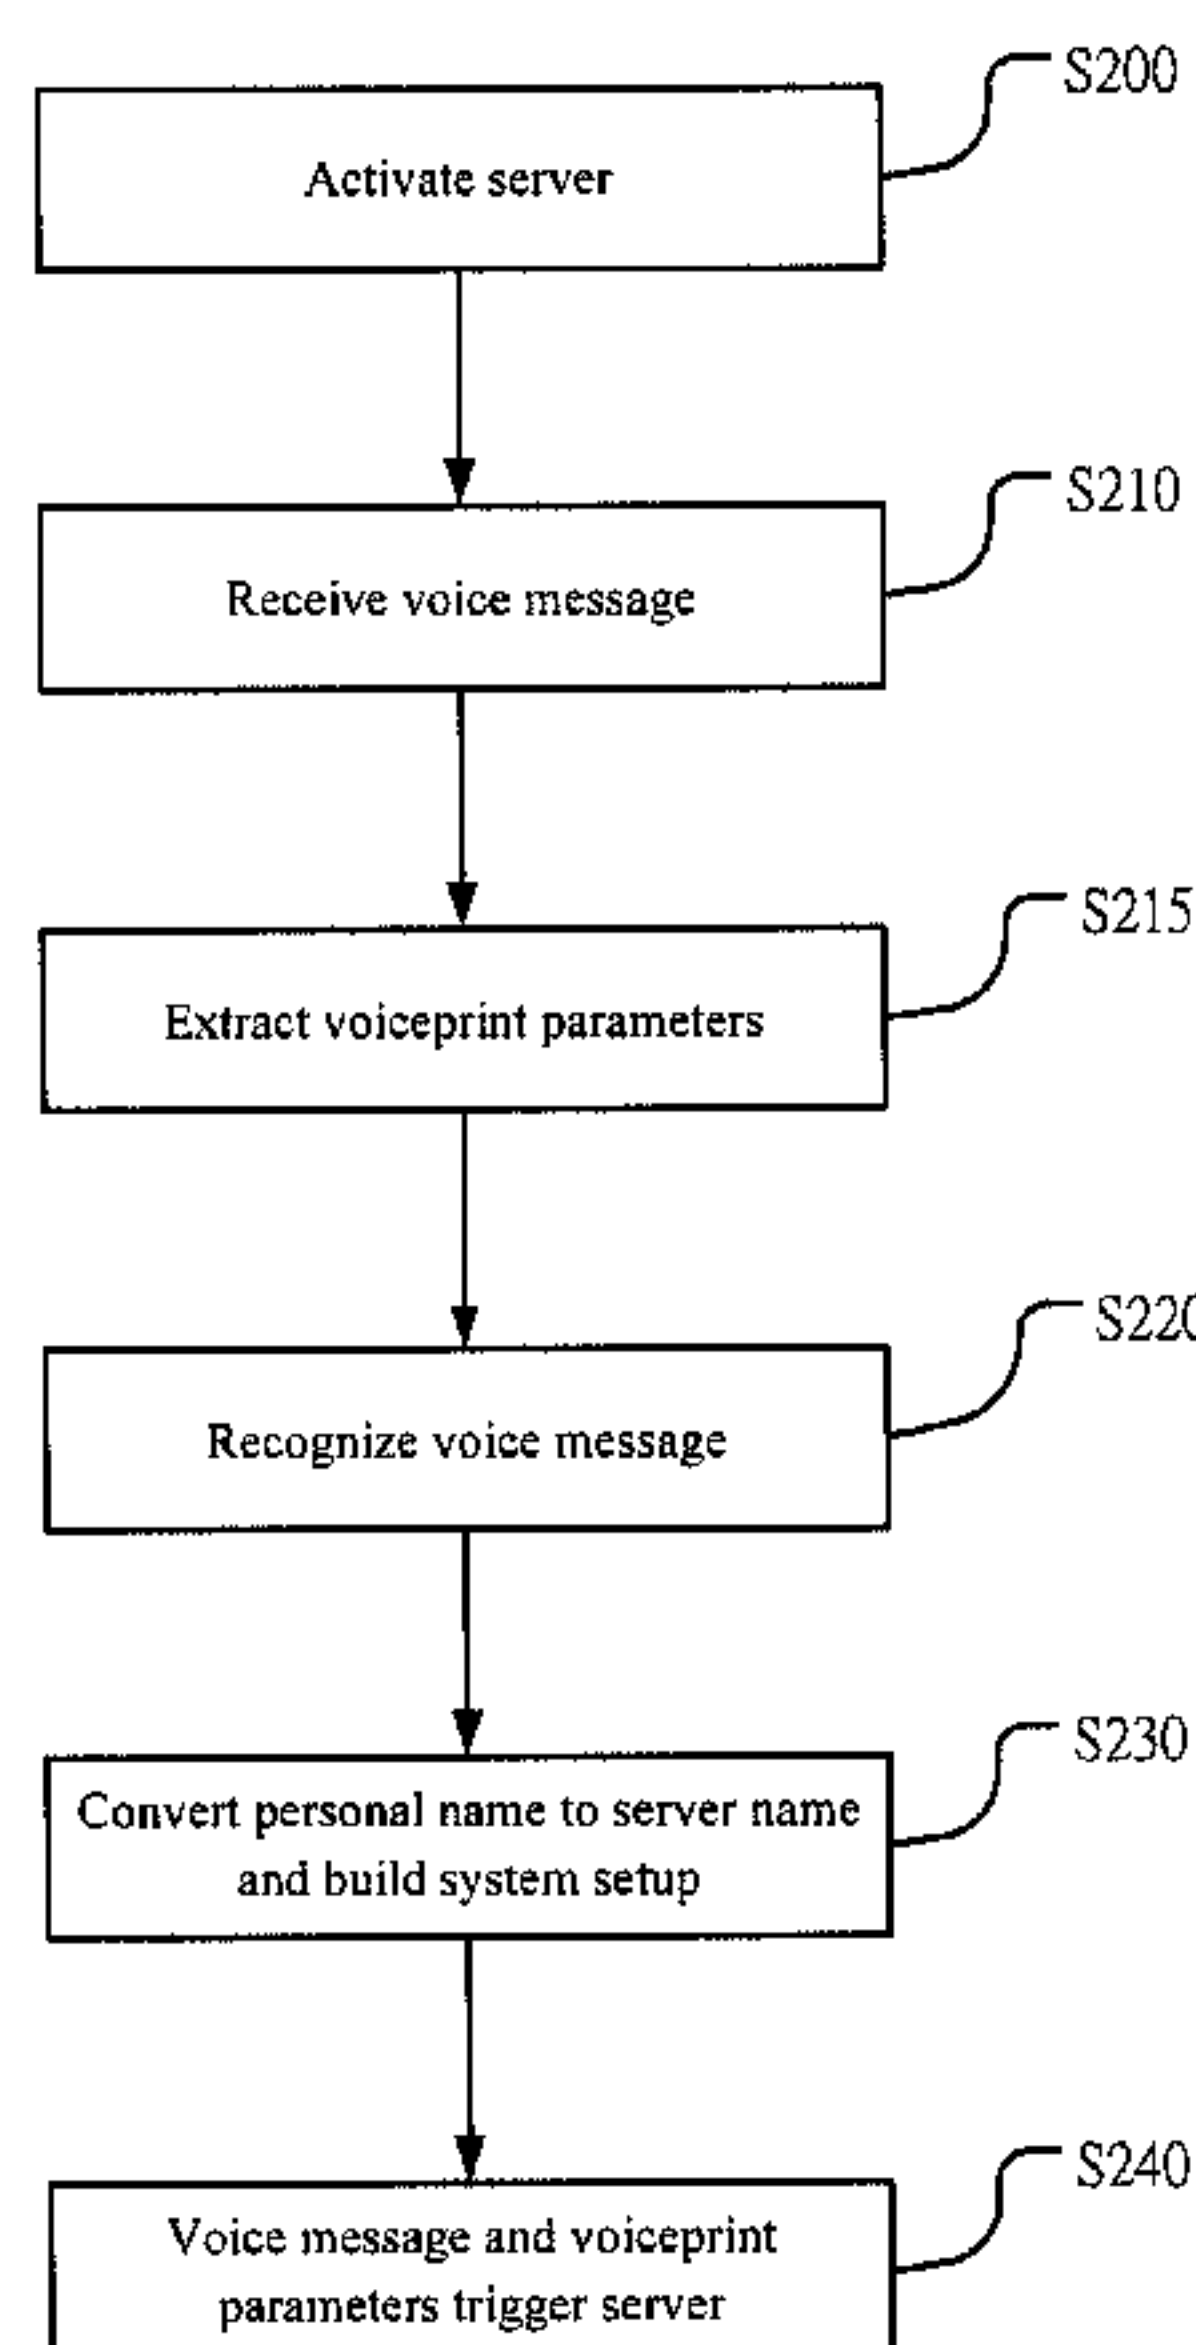 S200
Activate server
S210
Receive voice message
S215
Extract voiceprint parameters
S220
Recognize voice message
S230
Convert personal name to server name
and build system setup
S240
Voice message and voiceprint
parameters trigger server